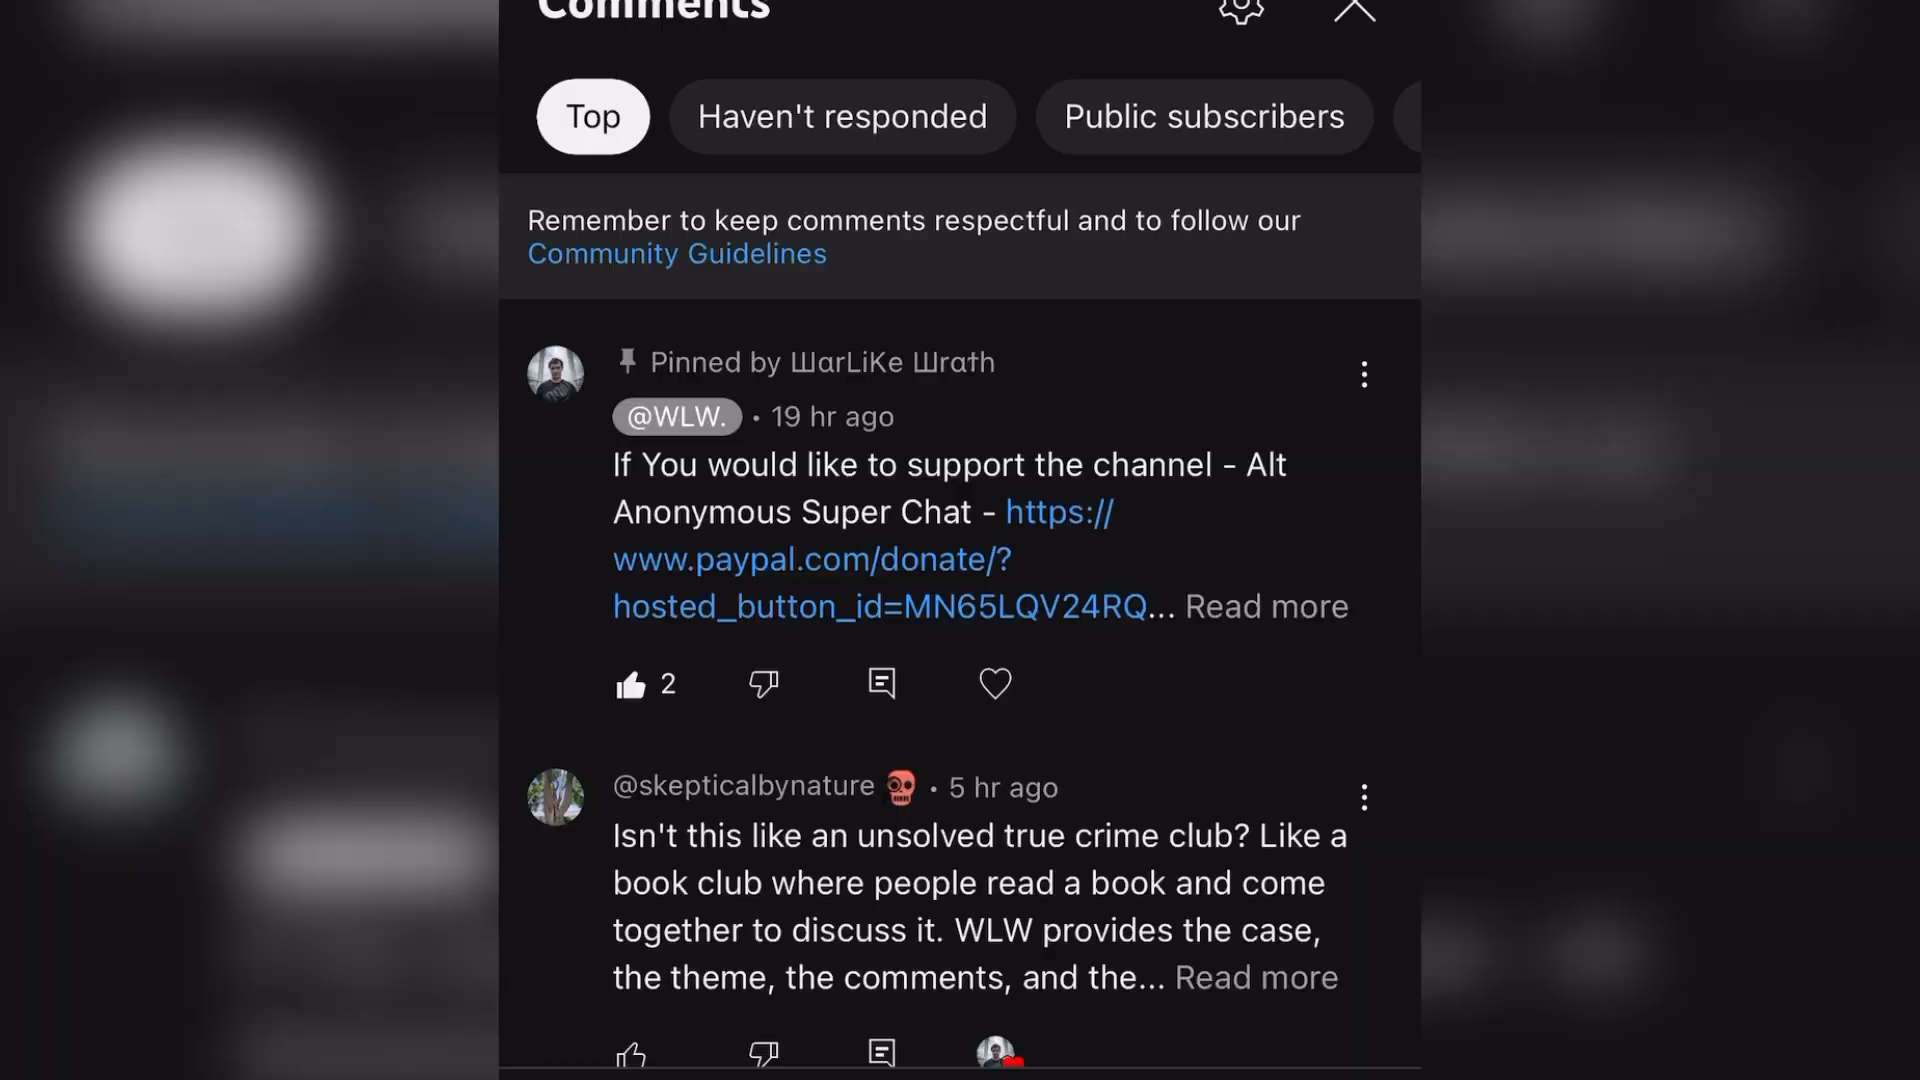 Comments
Top
Haven't responded
Public subscribers
Remember to keep comments respectful and to follow our
Community Guidelines
Pinned by ШαrLiKe Шrαth
@WLW. • 19 hr ago
If You would like to support the channel - Alt
Anonymous Super Chat - https://
www.paypal.com/donate/?
hosted_button_id=MN65LQV24RQ... Read more
2
@skepticalbynature • 5 hr ago
Isn't this like an unsolved true crime club? Like a
book club where people read a book and come
together to discuss it. WLW provides the case,
the theme, the comments, and the... Read more